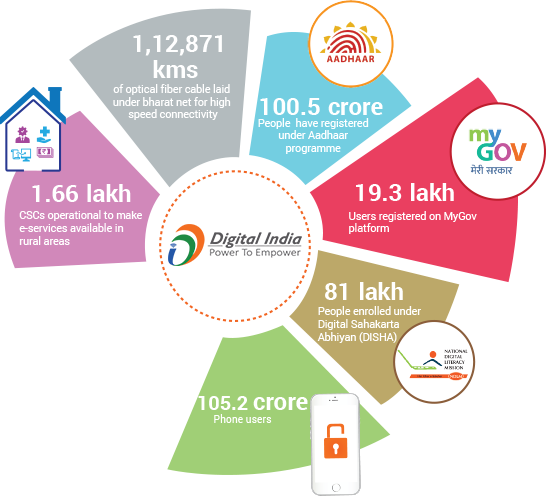 1,12,871
kms
of optical fiber cable laid
under bharat net for high
speed connectivity
AADHAAR
100.5 crore
People have registered
under Aadhaar
programme
my
GOV
मेरी सरकार
19.3 lakh
Users registered on MyGov
platform
1.66 lakh
CSCs operational to make
e-services available in
rural areas
Digital India
Power To Empower
81 lakh
People enrolled under
Digital Sahakarta
Abhiyan (DISHA)
NATIONAL
DIGITAL
LITERACY
MISSION
105.2 crore
Phone users